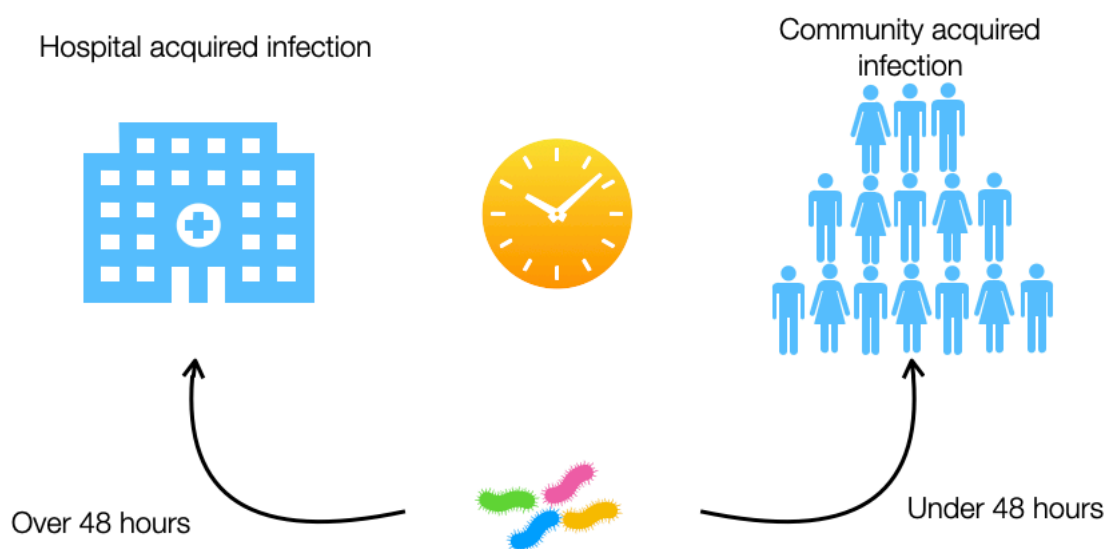 Hospital acquired infection
Community acquired
infection
Over 48 hours
Under 48 hours